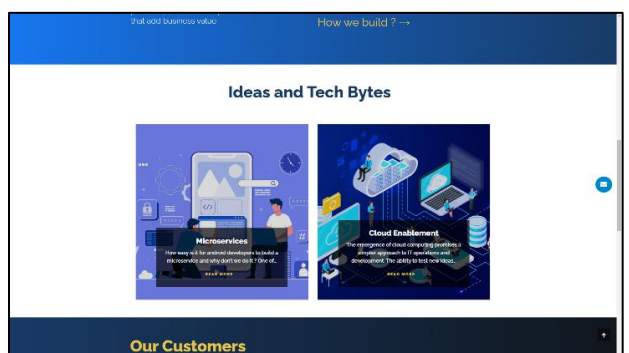 that add business value
How we build ? →
Ideas and Tech Bytes
Microservices
How easy is it for android developers to build a
microservice and why don't we do it ? One of...
READ MORE
Cloud Enablement
The emergence of cloud computing promises a
simpler approach to IT operations and
development. The ability to test new ideas...
READ MORE
Our Customers